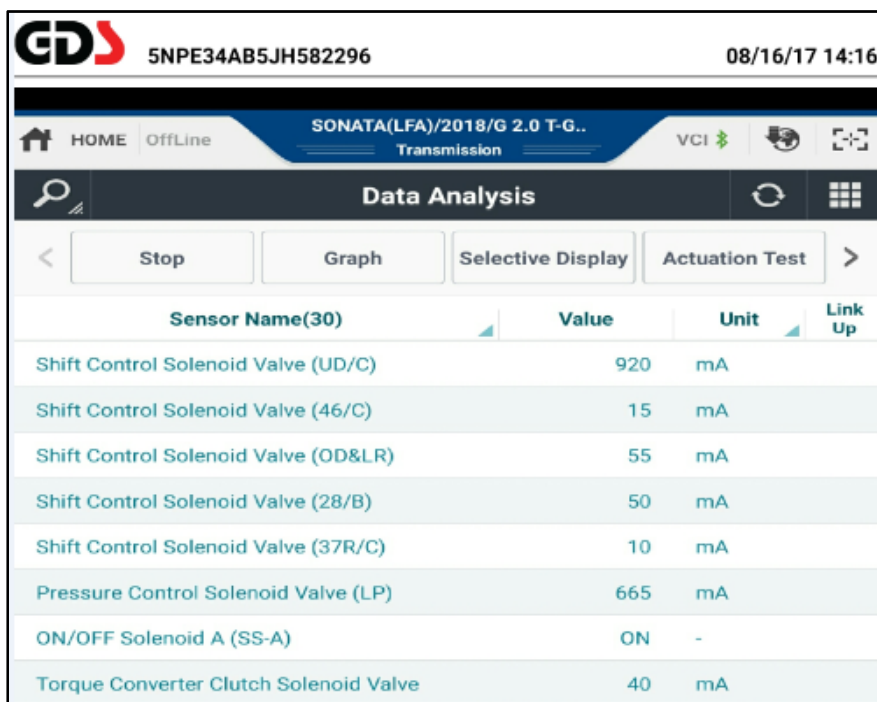 GDS 5NPE34AB5JH582296 08/16/17 14:16
SONATA(LFA)/2018/G 2.0 T-G..
HOME OffLine Transmission VCI
Data Analysis
< Stop Graph Selective Display Actuation Test >
Sensor Name(30) Value Unit Link Up
Shift Control Solenoid Valve (UD/C) 920 mA
Shift Control Solenoid Valve (46/C) 15 mA
Shift Control Solenoid Valve (OD&LR) 55 mA
Shift Control Solenoid Valve (28/B) 50 mA
Shift Control Solenoid Valve (37R/C) 10 mA
Pressure Control Solenoid Valve (LP) 665 mA
ON/OFF Solenoid A (SS-A) ON -
Torque Converter Clutch Solenoid Valve 40 mA